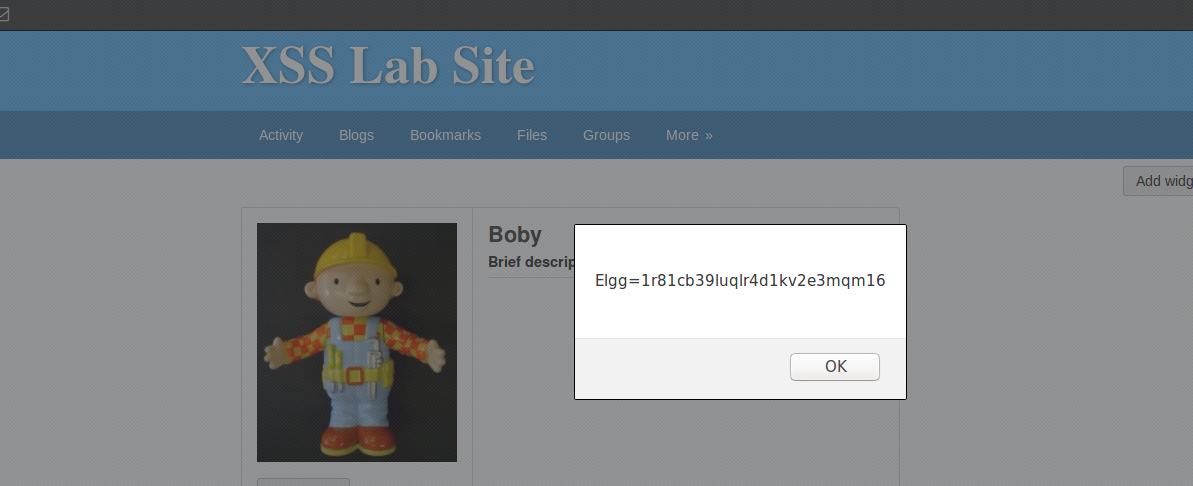 XSS Lab Site
Activity Blogs Bookmarks Files Groups More »
Add widg
Boby
Brief descrip
Elgg=1r81cb39luqlr4d1kv2e3mqm16
OK